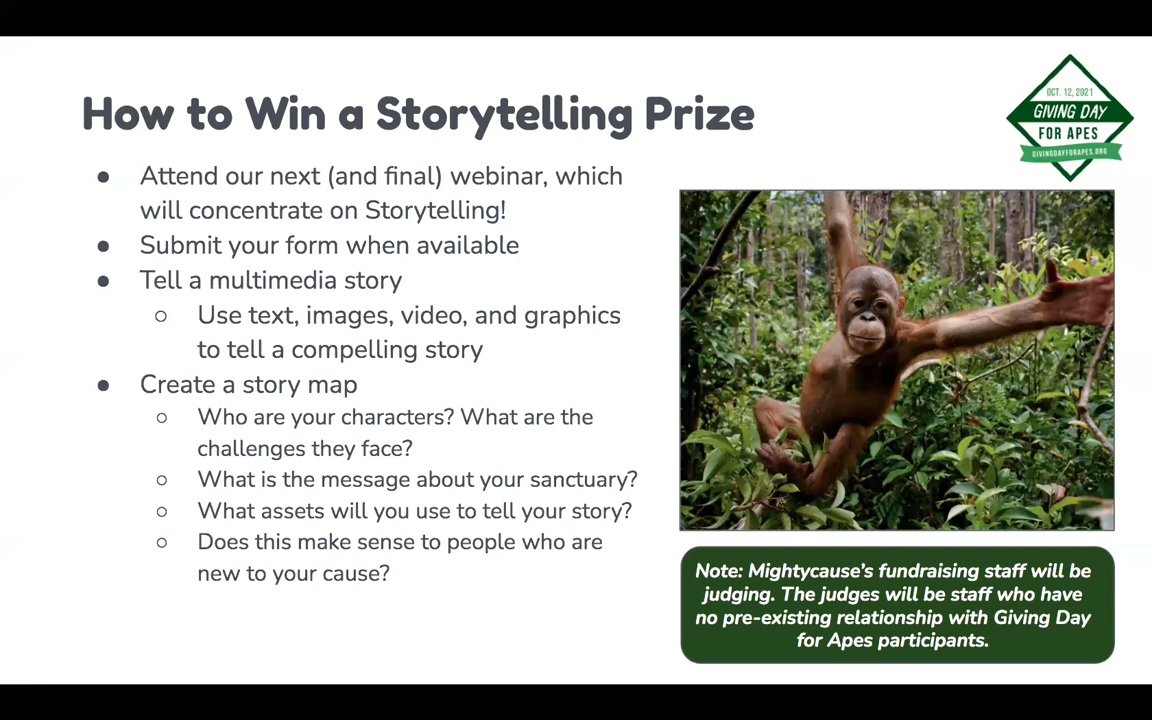 How to Win a Storytelling Prize
OCT. 12, 2021
GIVING DAY
FOR APES
GIVINGDAYFORAPES.ORG
● Attend our next (and final) webinar, which
will concentrate on Storytelling!
● Submit your form when available
● Tell a multimedia story
○ Use text, images, video, and graphics
to tell a compelling story
● Create a story map
○ Who are your characters? What are the
challenges they face?
○ What is the message about your sanctuary?
○ What assets will you use to tell your story?
○ Does this make sense to people who are
new to your cause?
Note: Mightycause's fundraising staff will be
judging. The judges will be staff who have
no pre-existing relationship with Giving Day
for Apes participants.